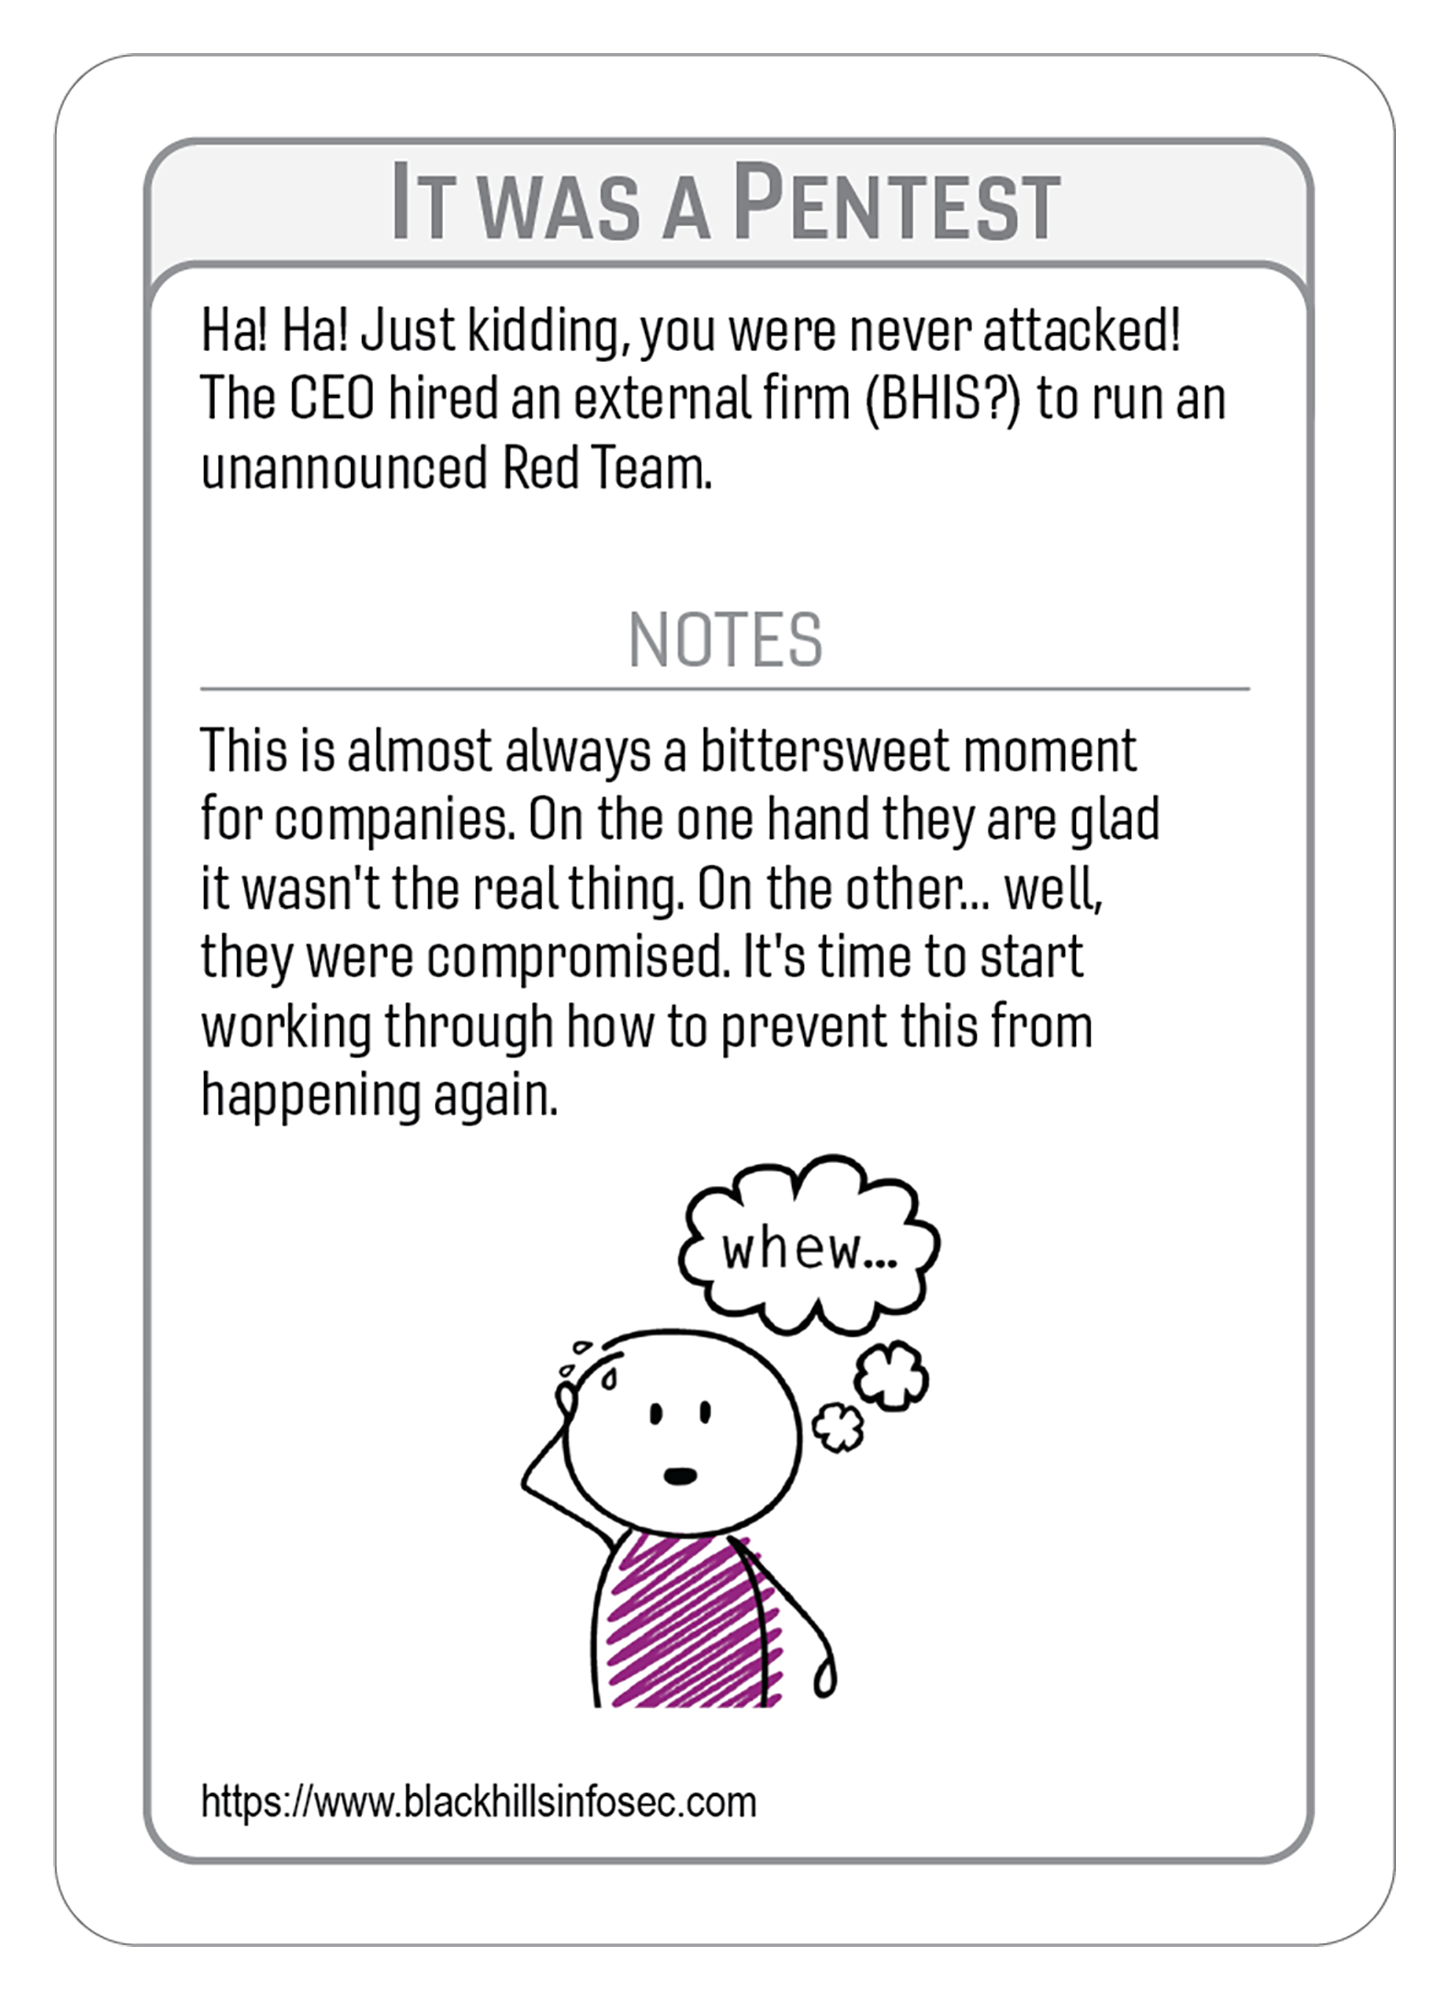 It was a Pentest
Ha! Ha! Just kidding, you were never attacked!
The CEO hired an external firm (BHIS?) to run an
unannounced Red Team.
NOTES
This is almost always a bittersweet moment
for companies. On the one hand they are glad
it wasn't the real thing. On the other... well,
they were compromised. It's time to start
working through how to prevent this from
happening again.
whew...
https://www.blackhillsinfosec.com